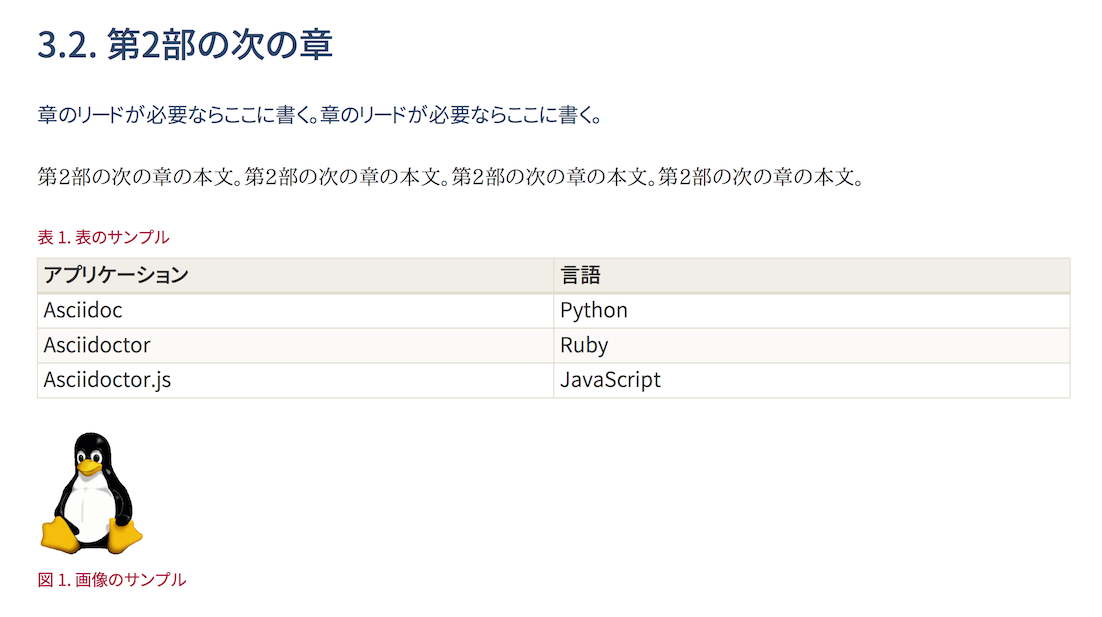 3.2. 第2部の次の章
章のリードが必要ならここに書く。章のリードが必要ならここに書く。
第2部の次の章の本文。第2部の次の章の本文。第2部の次の章の本文。第2部の次の章の本文。
表 1. 表のサンプル
アプリケーション 言語
Asciidoc Python
Asciidoctor Ruby
Asciidoctor.js JavaScript
図 1. 画像のサンプル